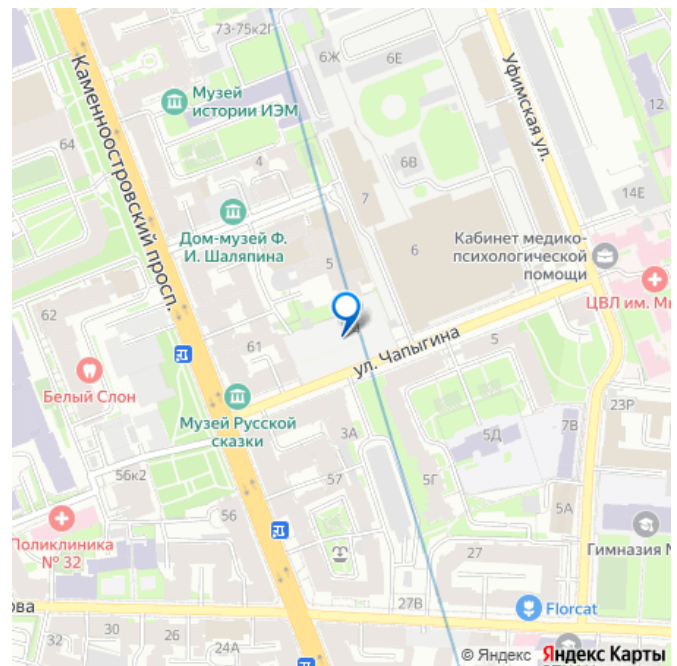 73-75к2Г
6Ж
6Е
Каменноостровский просп.
Музей
истории ИЭМ
Уфимская ул.
12
64
4
6В
7
14Е
Дом-музей Ф.
И. Шаляпина
5
6
Кабинет медико-
психологической
помощи
ЦВЛ им. Мн
62
61
ул. Чапыгина
5
Белый Слон
Музей Русской
сказки
3А
23Р
7В
5Д
56к2
57
5Г
5А
56
Поликлиника
№ 32
27
Гимназия №
27В
ова
Florcat
32
30
26
24А
© Яндекс Яндекс Карты